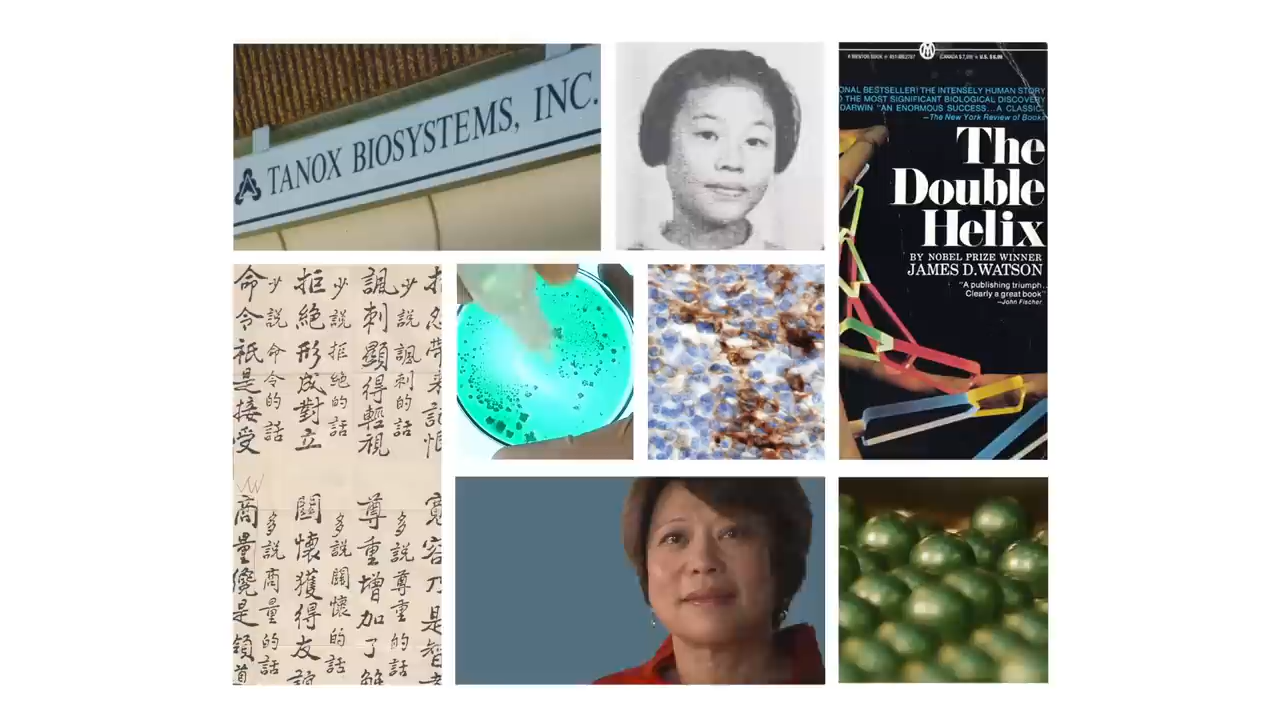 TANOX BIOSYSTEMS, INC.
ONAL BESTSELLER! THE INTENSELY HUMAN STORY
THE MOST SIGNIFICANT BIOLOGICAL DISCOVERY
DARWIN "AN ENORMOUS SUCCESS...A CLASSIC.
—The New York Review of Books
The
Double
Helix
BY NOBEL PRIZE WINNER
JAMES D. WATSON
"A publishing triumph.
Clearly a great book"
—John Fischer
少說諷刺的話
諷刺顯得輕視
少說拒絕的話
拒絕形成對立
少說命令的話
命令祇是接受
寬容乃是智
多說尊重的話
尊重增加了解
多說關懷的話
關懷獲得友誼
多說商量的話
商量纔是領